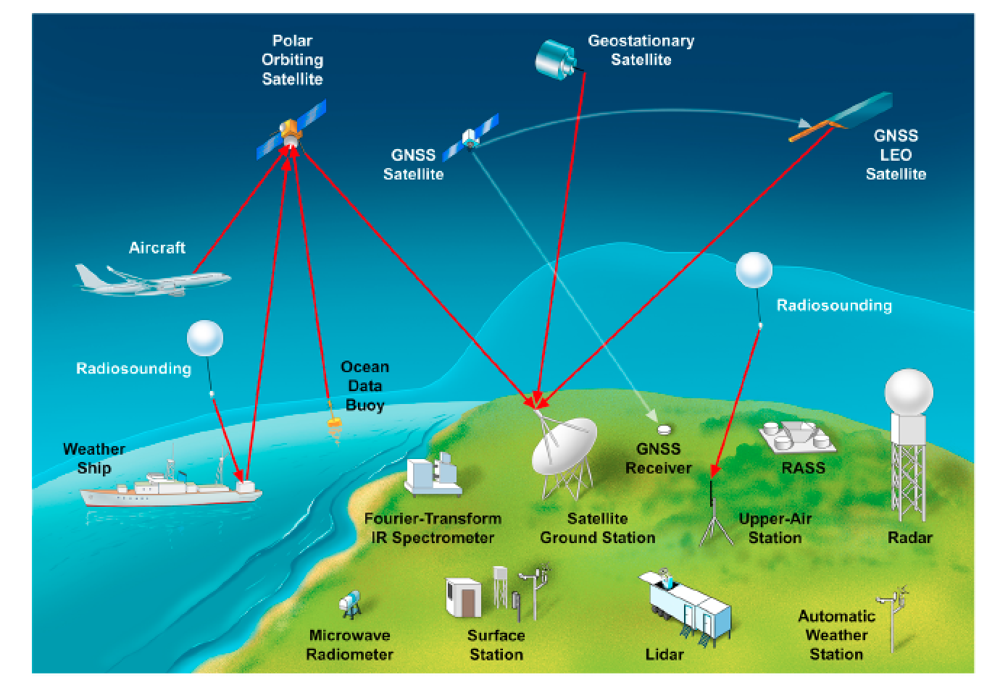 Polar
Orbiting
Satellite
Geostationary
Satellite
GNSS
Satellite
GNSS
LEO
Satellite
Aircraft
Radiosounding
Radiosounding
Ocean
Data
Buoy
Weather
Ship
GNSS
Receiver
RASS
Fourier-Transform
IR Spectrometer
Satellite
Ground Station
Upper-Air
Station
Radar
Microwave
Radiometer
Surface
Station
Lidar
Automatic
Weather
Station